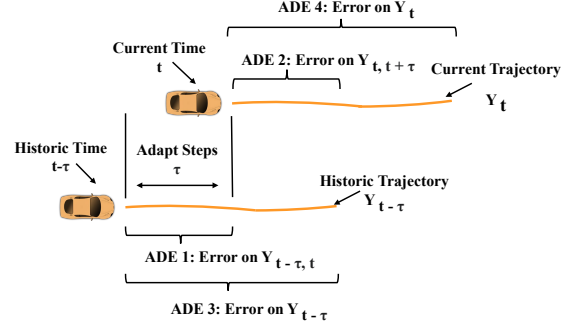 ADE 4: Error on Y t
ADE 2: Error on Y t, t + τ
Current Time
t
Current Trajectory
Y t
Historic Time
t-τ
Adapt Steps
τ
Historic Trajectory
Y t - τ
ADE 1: Error on Y t - τ, t
ADE 3: Error on Y t - τ